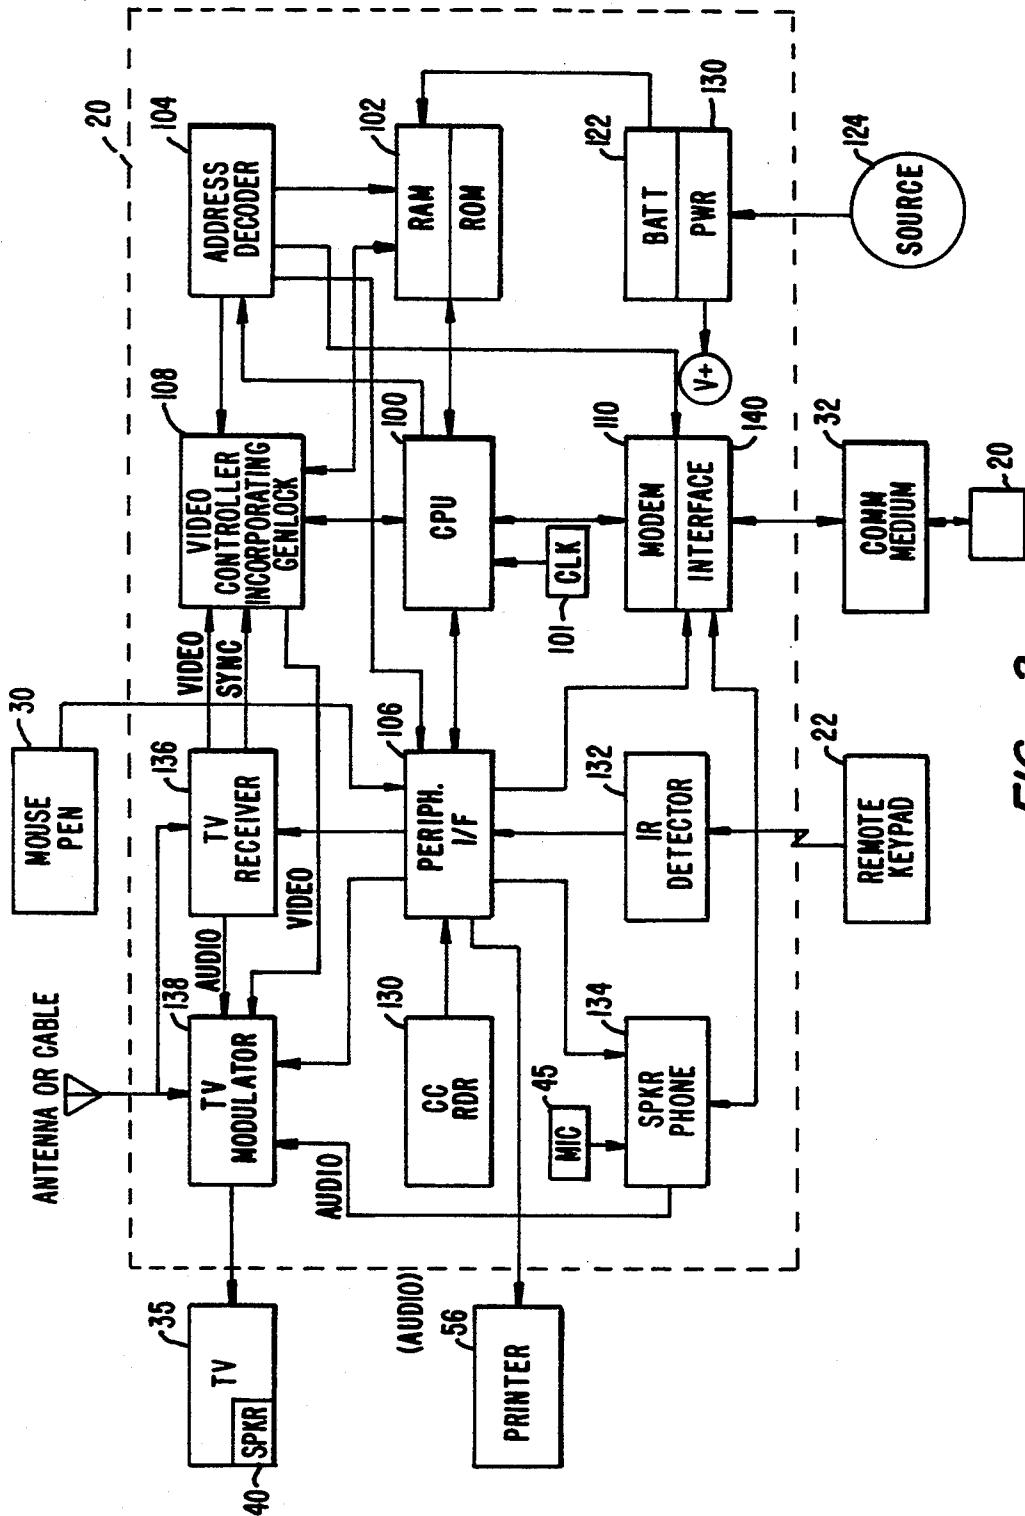 ANTENNA OR CABLE
30
MOUSE
PEN
20
35
TV
SPKR
40
138
TV
MODULATOR
AUDIO
136
TV
RECEIVER
VIDEO
SYNC
VIDEO
108
VIDEO
CONTROLLER
INCORPORATING
GENLOCK
104
ADDRESS
DECODER
(AUDIO)
56
PRINTER
AUDIO
130
CC
RDR
106
PERIPH.
I/F
100
CPU
102
RAM
ROM
45
MIC
134
SPKR
PHONE
132
IR
DETECTOR
101
CLK
110
MODEM
INTERFACE
140
V+
122
BATT
PWR
130
22
REMOTE
KEYPAD
32
COMM
MEDIUM
20
124
SOURCE